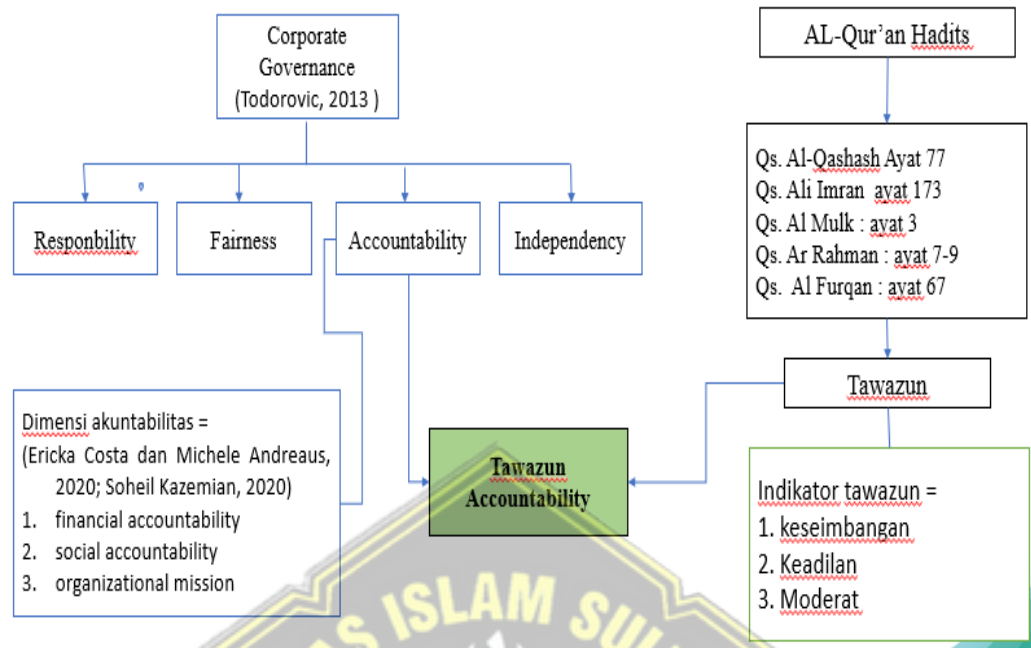 Corporate
Governance
(Todorovic, 2013 )
Responbility
Fairness
Accountability
Independency
Dimensi akuntabilitas =
(Ericka Costa dan Michele Andreaus,
2020; Soheil Kazemian, 2020)
1. financial accountability
2. social accountability
3. organizational mission
Tawazun
Accountability
AL-Qur’an Hadits
Qs. Al-Qashash Ayat 77
Qs. Ali Imran ayat 173
Qs. Al Mulk : ayat 3
Qs. Ar Rahman : ayat 7-9
Qs. Al Furqan : ayat 67
Tawazun
Indikator tawazun =
1. keseimbangan
2. Keadilan
3. Moderat
AS ISLAM SUL